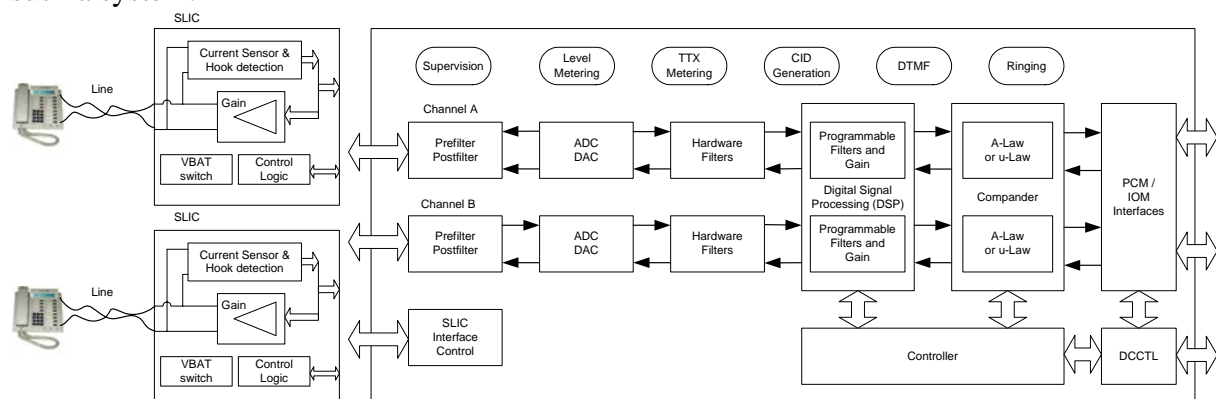 SLIC
Line
Current Sensor &
Hook detection
Gain
VBAT
switch
Control
Logic
SLIC
Line
Current Sensor &
Hook detection
Gain
VBAT
switch
Control
Logic
Supervision
Level
Metering
TTX
Metering
CID
Generation
DTMF
Ringing
Channel A
Prefilter
Postfilter
ADC
DAC
Hardware
Filters
Programmable
Filters and
Gain
A-Law
or u-Law
Digital Signal
Processing (DSP)
Compander
PCM /
IOM
Interfaces
Channel B
Prefilter
Postfilter
ADC
DAC
Hardware
Filters
Programmable
Filters and
Gain
A-Law
or u-Law
SLIC
Interface
Control
Controller
DCCTL